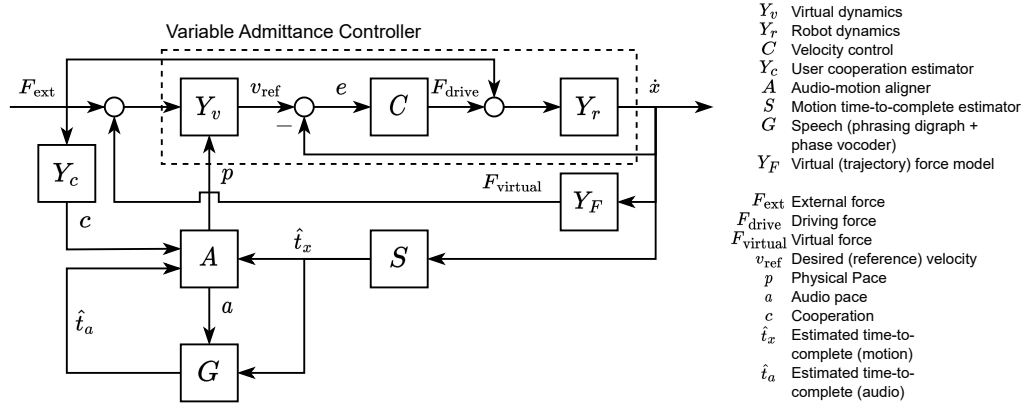 Variable Admittance Controller
F_ext
Y_v
v_ref
e
C
F_drive
Y_r
ẋ
−
Y_c
p
F_virtual
Y_F
c
A
t̂_x
S
a
t̂_a
G
Y_v Virtual dynamics
Y_r Robot dynamics
C Velocity control
Y_c User cooperation estimator
A Audio-motion aligner
S Motion time-to-complete estimator
G Speech (phrasing digraph +
phase vocoder)
Y_F Virtual (trajectory) force model
F_ext External force
F_drive Driving force
F_virtual Virtual force
v_ref Desired (reference) velocity
p Physical Pace
a Audio pace
c Cooperation
t̂_x Estimated time-to-
complete (motion)
t̂_a Estimated time-to-
complete (audio)